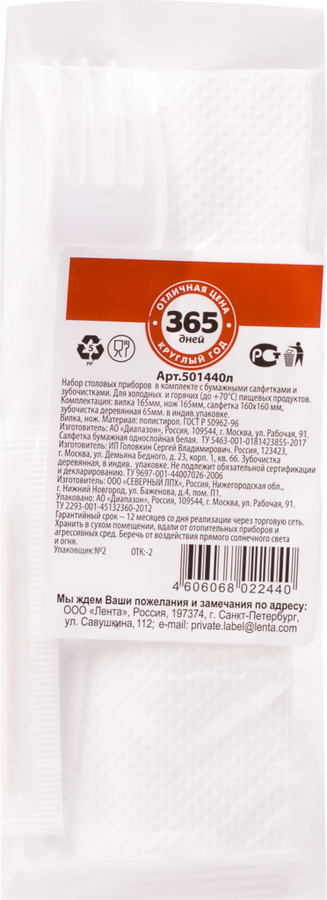 ОТЛИЧНАЯ ЦЕНА
365
дней
КРУГЛЫЙ ГОД
5
PP
РСТ
Арт.501440л
Набор столовых приборов в комплекте с бумажными салфетками и
зубочистками. Для холодных и горячих (до +70°С) пищевых продуктов.
Комплектация: вилка 165мм, нож 165мм, салфетка 160х160 мм,
зубочистка деревянная 65мм. в индив.упаковке.
Вилка, нож. Материал: полистирол. ГОСТ Р 50962-96
Изготовитель: АО «Диапазон», Россия, 109544, г. Москва, ул. Рабочая, 91.
Салфетка бумажная однослойная белая. ТУ 5463-001-0181423855-2017
Изготовитель: ИП Головкин Сергей Владимирович. Россия, 123423,
г. Москва, ул. Демьяна Бедного, д. 23, корп. 1, кв. 66. Зубочистка
деревянная, в индив. упаковке. Не подлежит обязательной сертификации
и декларированию. ТУ 9697-001-44007026-2006
Изготовитель: ООО «СЕВЕРНЫЙ ЛПХ», Россия, Нижегородская обл.,
г. Нижний Новгород, ул. Баженова, д.4, пом. П1.
Упаковано: АО «Диапазон», Россия, 109544, г. Москва, ул. Рабочая, 91.
ТУ 2293-001-45132360-2012
Гарантийный срок – 12 месяцев со дня реализации через торговую сеть.
Хранить в сухом помещении, вдали от отопительных приборов и
агрессивных сред. Беречь от воздействия прямого солнечного света
и огня.
Упаковщик:№2 ОТК:-2
4 606068 022440
Мы ждем Ваши пожелания и замечания по адресу:
ООО «Лента», Россия, 197374, г. Санкт-Петербург,
ул. Савушкина, 112; e-mail: private.label@lenta.com